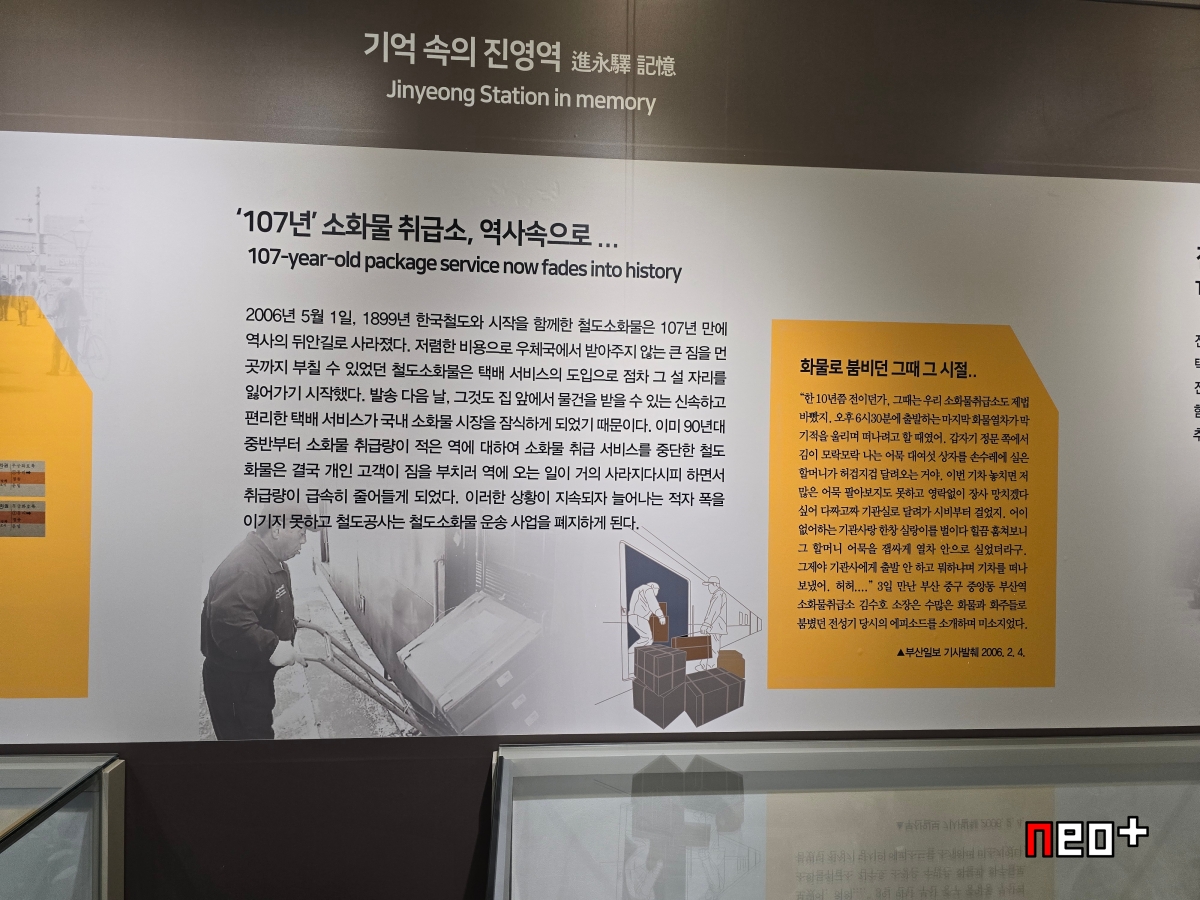 기억 속의 진영역 進永驛 記憶
Jinyeong Station in memory
'107년' 소화물 취급소, 역사속으로 ...
107-year-old package service now fades into history
2006년 5월 1일, 1899년 한국철도와 시작을 함께한 철도소화물은 107년 만에
역사의 뒤안길로 사라졌다. 저렴한 비용으로 우체국에서 받아주지 않는 큰 짐을 먼
곳까지 부칠 수 있었던 철도소화물은 택배 서비스의 도입으로 점차 그 설 자리를
잃어가기 시작했다. 발송 다음 날, 그것도 집 앞에서 물건을 받을 수 있는 신속하고
편리한 택배 서비스가 국내 소화물 시장을 잠식하게 되었기 때문이다. 이미 90년대
중반부터 소화물 취급량이 적은 역에 대하여 소화물 취급 서비스를 중단한 철도
화물은 결국 개인 고객이 짐을 부치러 역에 오는 일이 거의 사라지다시피 하면서
취급량이 급속히 줄어들게 되었다. 이러한 상황이 지속되자 늘어나는 적자 폭을
이기지 못하고 철도공사는 철도소화물 운송 사업을 폐지하게 된다.
화물로 붐비던 그때 그 시절..
"한 10년쯤 전이던가, 그때는 우리 소화물취급소도 제법
바빴지. 오후 6시30분에 출발하는 마지막 화물열차가 막
기적을 울리며 떠나려고 할 때였어. 갑자기 정문 쪽에서
김이 모락모락 나는 어묵 대여섯 상자를 손수레에 실은
할머니가 허겁지겁 달려오는 거야. 이번 기차 놓치면 저
많은 어묵 팔아보지도 못하고 영락없이 장사 망치겠다
싶어 다짜고짜 기관실로 달려가 시비부터 걸었지. 어이
없어하는 기관사랑 한창 실랑이를 벌이다 힐끔 훔쳐보니
그 할머니 어묵을 잽싸게 열차 안으로 실었더라구.
그제야 기관사에게 출발 안 하고 뭐하냐며 기차를 떠나
보냈어. 허허...." 3일 만난 부산 중구 중앙동 부산역
소화물취급소 김수호 소장은 수많은 화물과 화주들로
붐볐던 전성기 당시의 에피소드를 소개하며 미소지었다.
▲부산일보 기사발췌 2006. 2. 4.
neo+